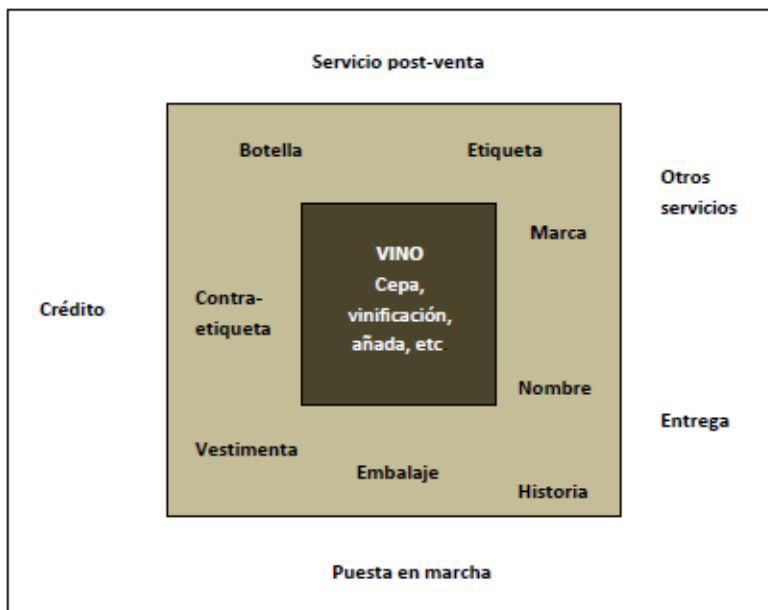 Servicio post-venta
Botella
Etiqueta
Otros
servicios
Marca
VINO
Cepa,
vinificación,
añada, etc
Crédito
Contra-
etiqueta
Nombre
Entrega
Vestimenta
Embalaje
Historia
Puesta en marcha